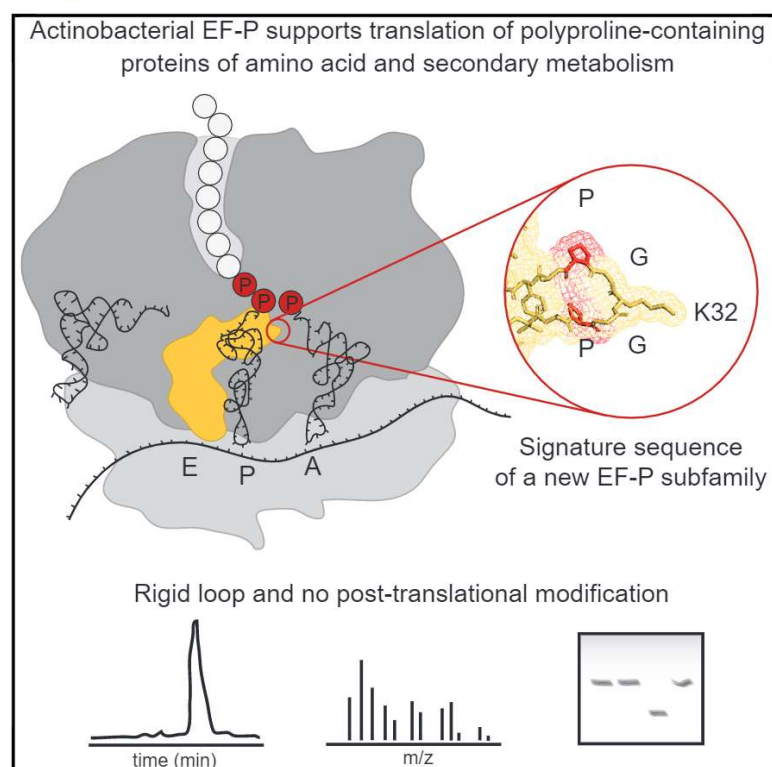 Actinobacterial EF-P supports translation of polyproline-containing
proteins of amino acid and secondary metabolism
P
G
K32
P G
P
P
P
E P A
Signature sequence
of a new EF-P subfamily
Rigid loop and no post-translational modification
time (min)
m/z